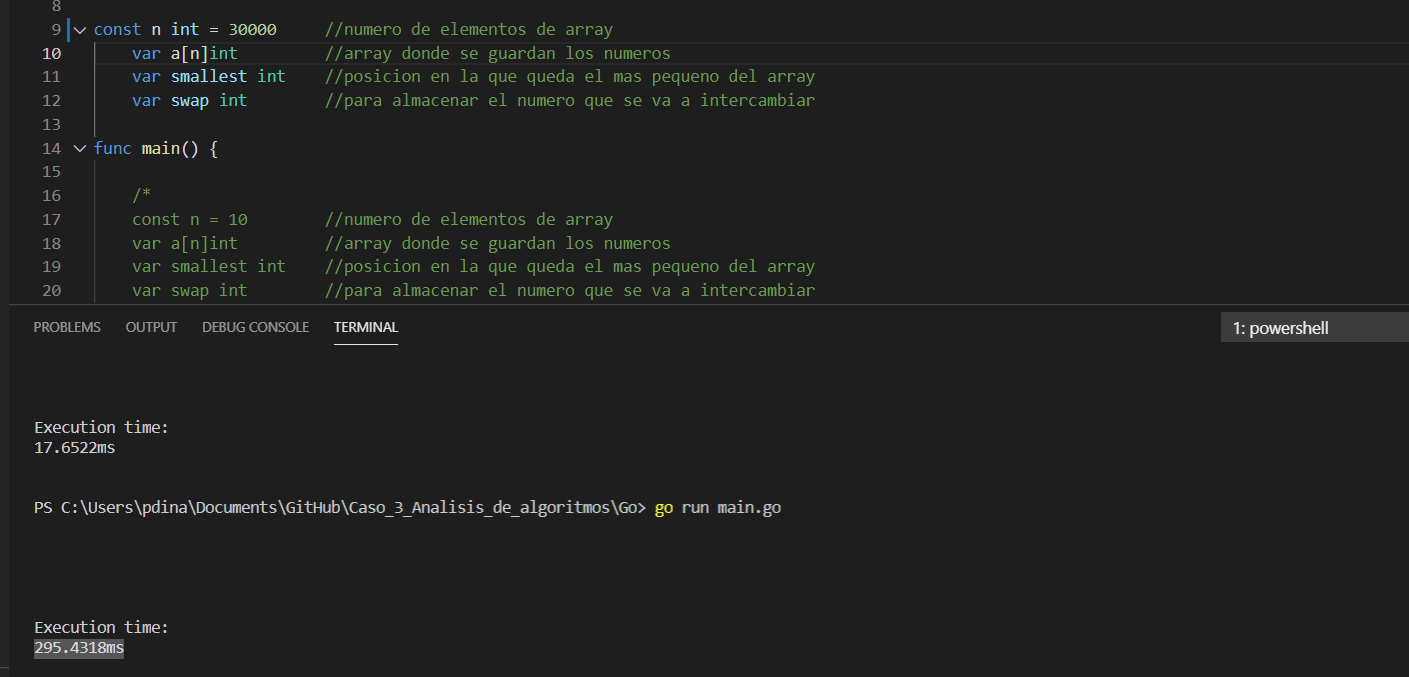 8
9 const n int = 30000 //numero de elementos de array
10 var a[n]int //array donde se guardan los numeros
11 var smallest int //posicion en la que queda el mas pequeno del array
12 var swap int //para almacenar el numero que se va a intercambiar
13
14 func main() {
15
16 /*
17 const n = 10 //numero de elementos de array
18 var a[n]int //array donde se guardan los numeros
19 var smallest int //posicion en la que queda el mas pequeno del array
20 var swap int //para almacenar el numero que se va a intercambiar
PROBLEMS OUTPUT DEBUG CONSOLE TERMINAL 1: powershell
Execution time:
17.6522ms
PS C:\Users\pdina\Documents\GitHub\Caso_3_Analisis_de_algoritmos\Go> go run main.go
Execution time:
295.4318ms